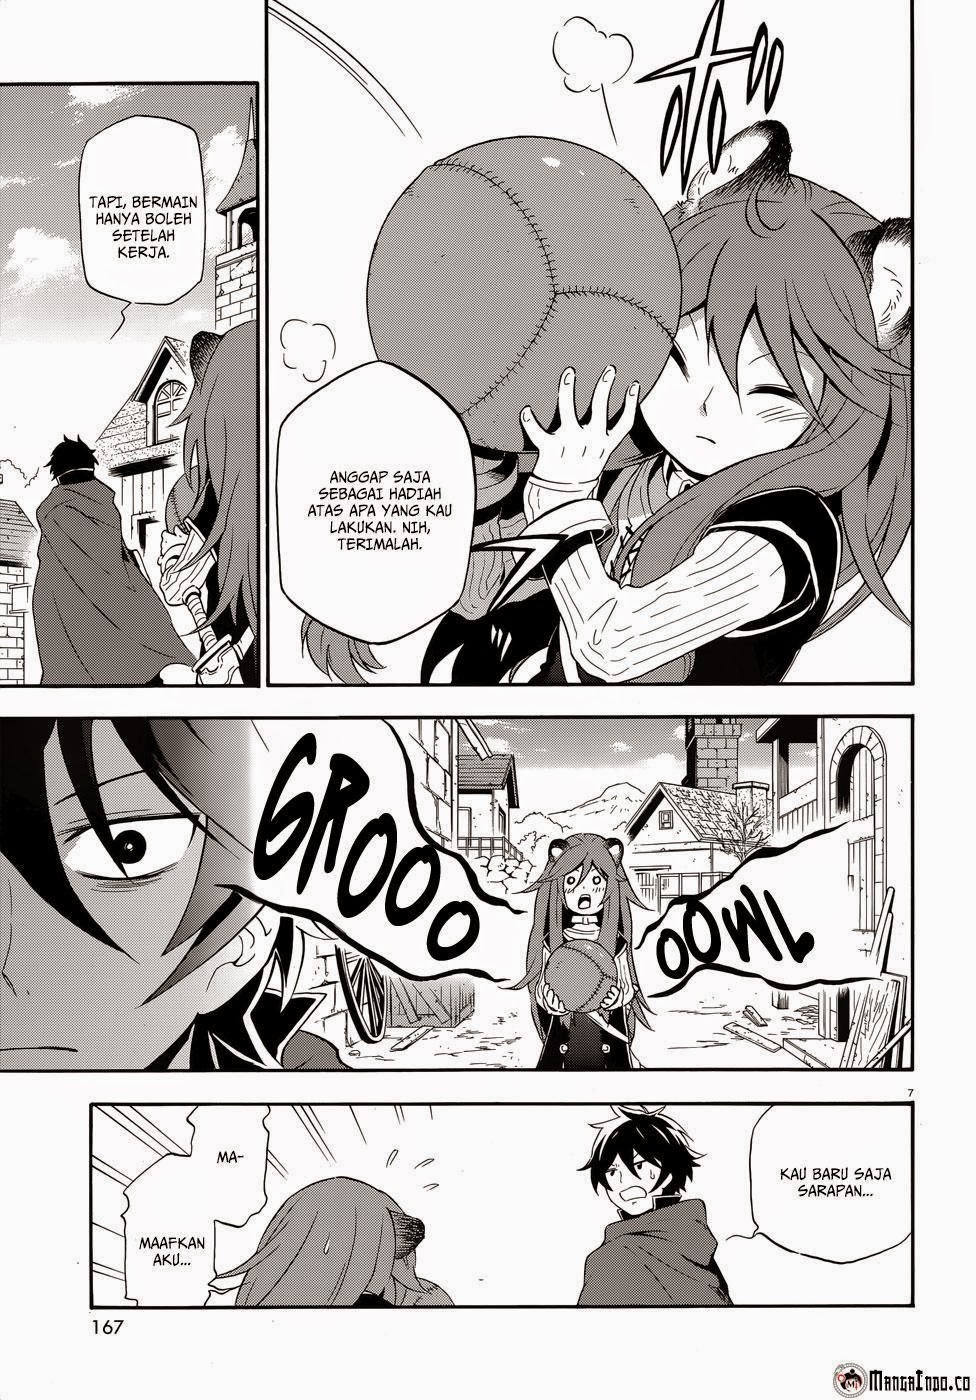 ANGGAP SAJA
SEBAGAI HADIAH
ATAS APA YANG KAU
LAKUKAN. NIH,
TERIMALAH.
TAPI, BERMAIN
HANYA BOLEH
SETELAH
KERJA.
GROOO
OOWL
7
KAU BARU SAJA
SARAPAN...
MA-
MAAFKAN
AKU...
167
MANGAINDO.CO